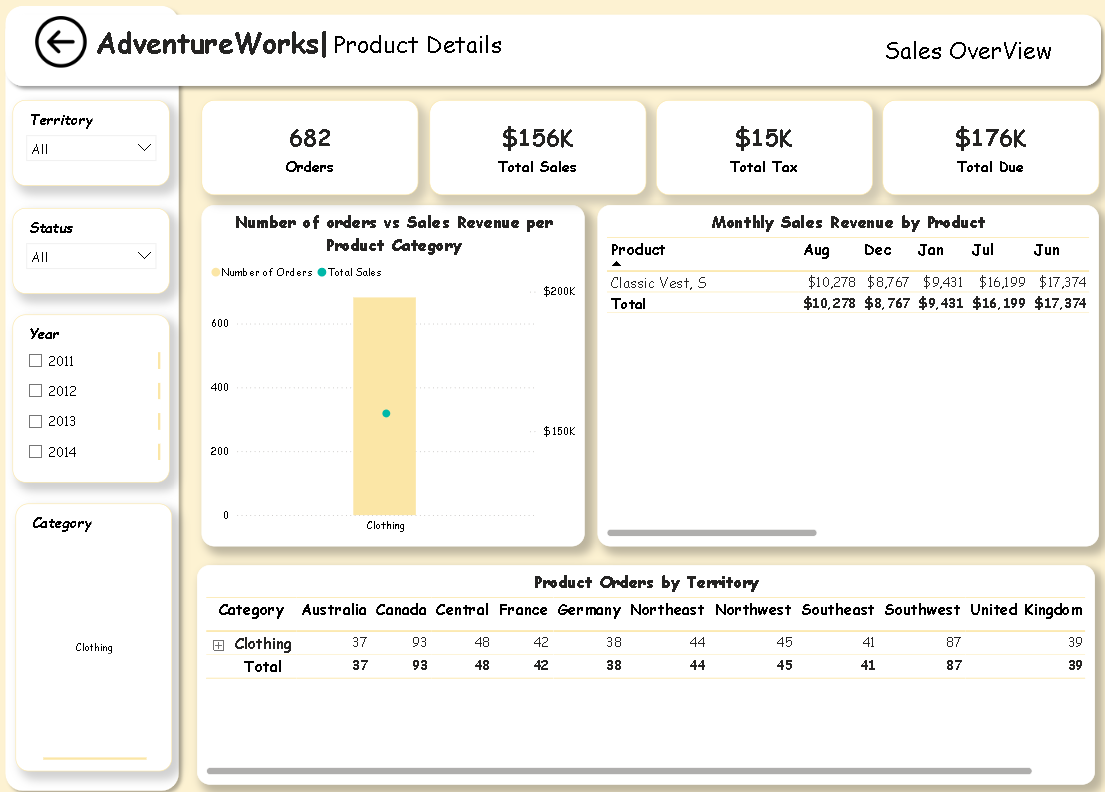 AdventureWorks| Product Details
Sales OverView
Territory
All
Status
All
Year
2011
2012
2013
2014
Category
Clothing
682
Orders
$156K
Total Sales
$15K
Total Tax
$176K
Total Due
Number of orders vs Sales Revenue per
Product Category
Number of Orders Total Sales
$200K
600
400
$150K
200
0
Clothing
Monthly Sales Revenue by Product
Product Aug Dec Jan Jul Jun
Classic Vest, S $10,278 $8,767 $9,431 $16,199 $17,374
Total $10,278 $8,767 $9,431 $16,199 $17,374
Product Orders by Territory
Category Australia Canada Central France Germany Northeast Northwest Southeast Southwest United Kingdom
Clothing 37 93 48 42 38 44 45 41 87 39
Total 37 93 48 42 38 44 45 41 87 39